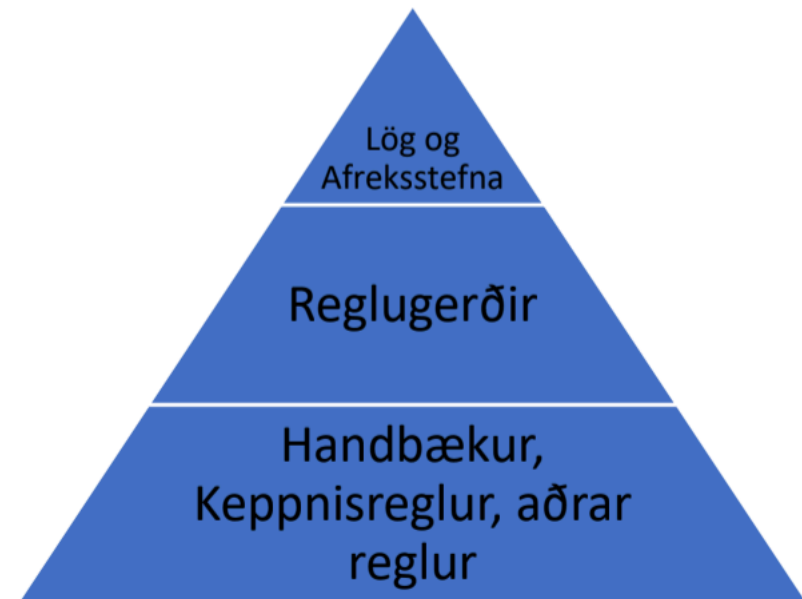 Lög og
Afreksstefna
Reglugerðir
Handbækur,
Keppnisreglur, aðrar
reglur